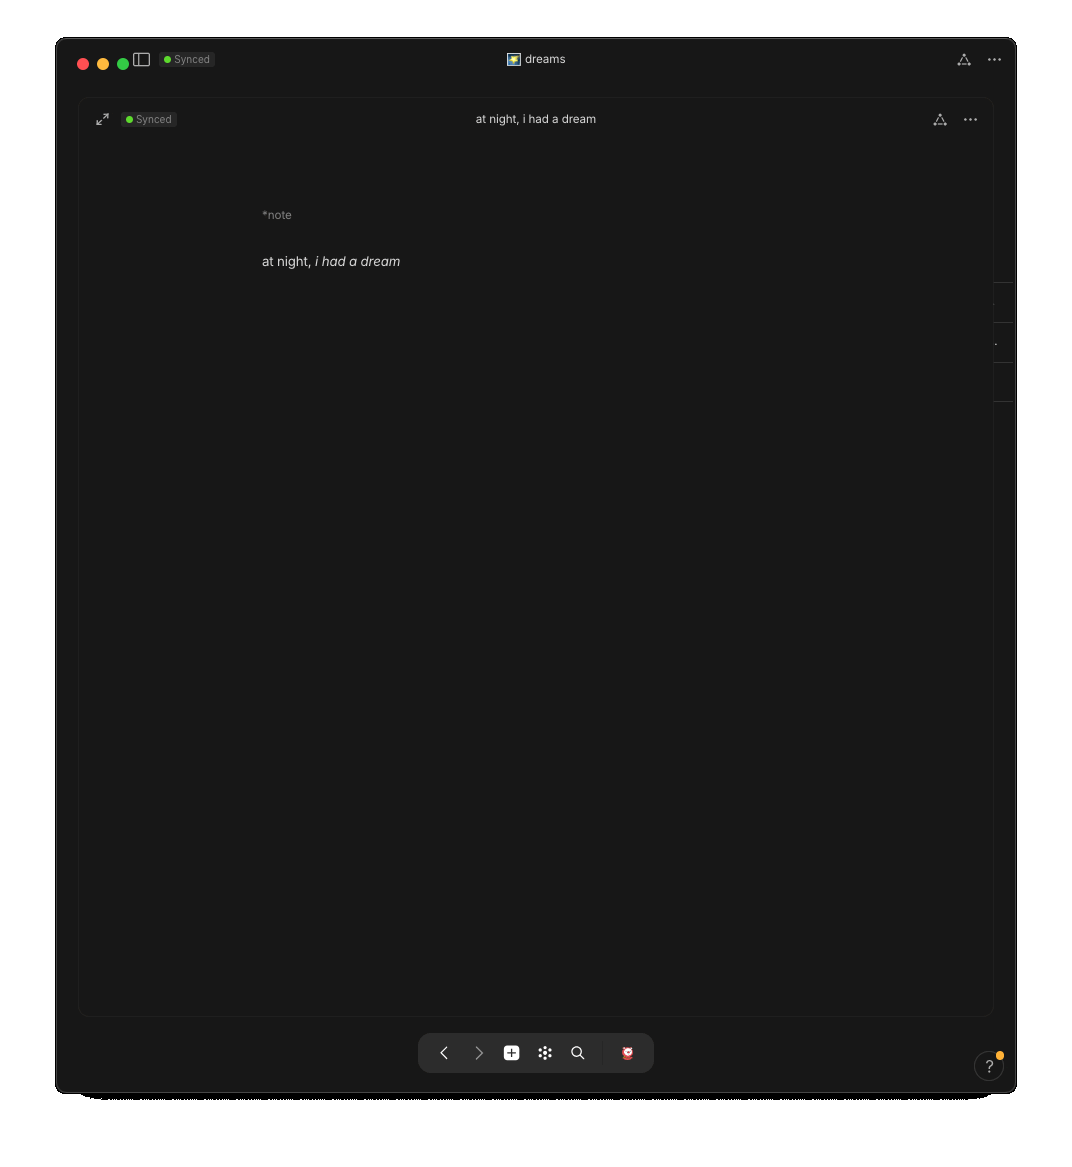 Synced
dreams
Synced
at night, i had a dream
*note
at night, i had a dream
?